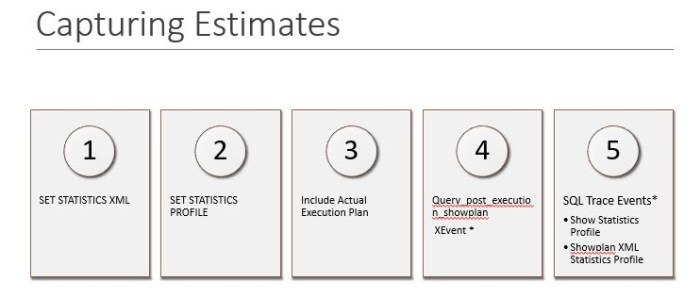 Capturing Estimates
1
SET STATISTICS XML
2
SET STATISTICS
PROFILE
3
Include Actual
Execution Plan
4
Query_post_executio
n_showplan
XEvent *
5
SQL Trace Events*
• Show Statistics
Profile
• Showplan XML
Statistics Profile